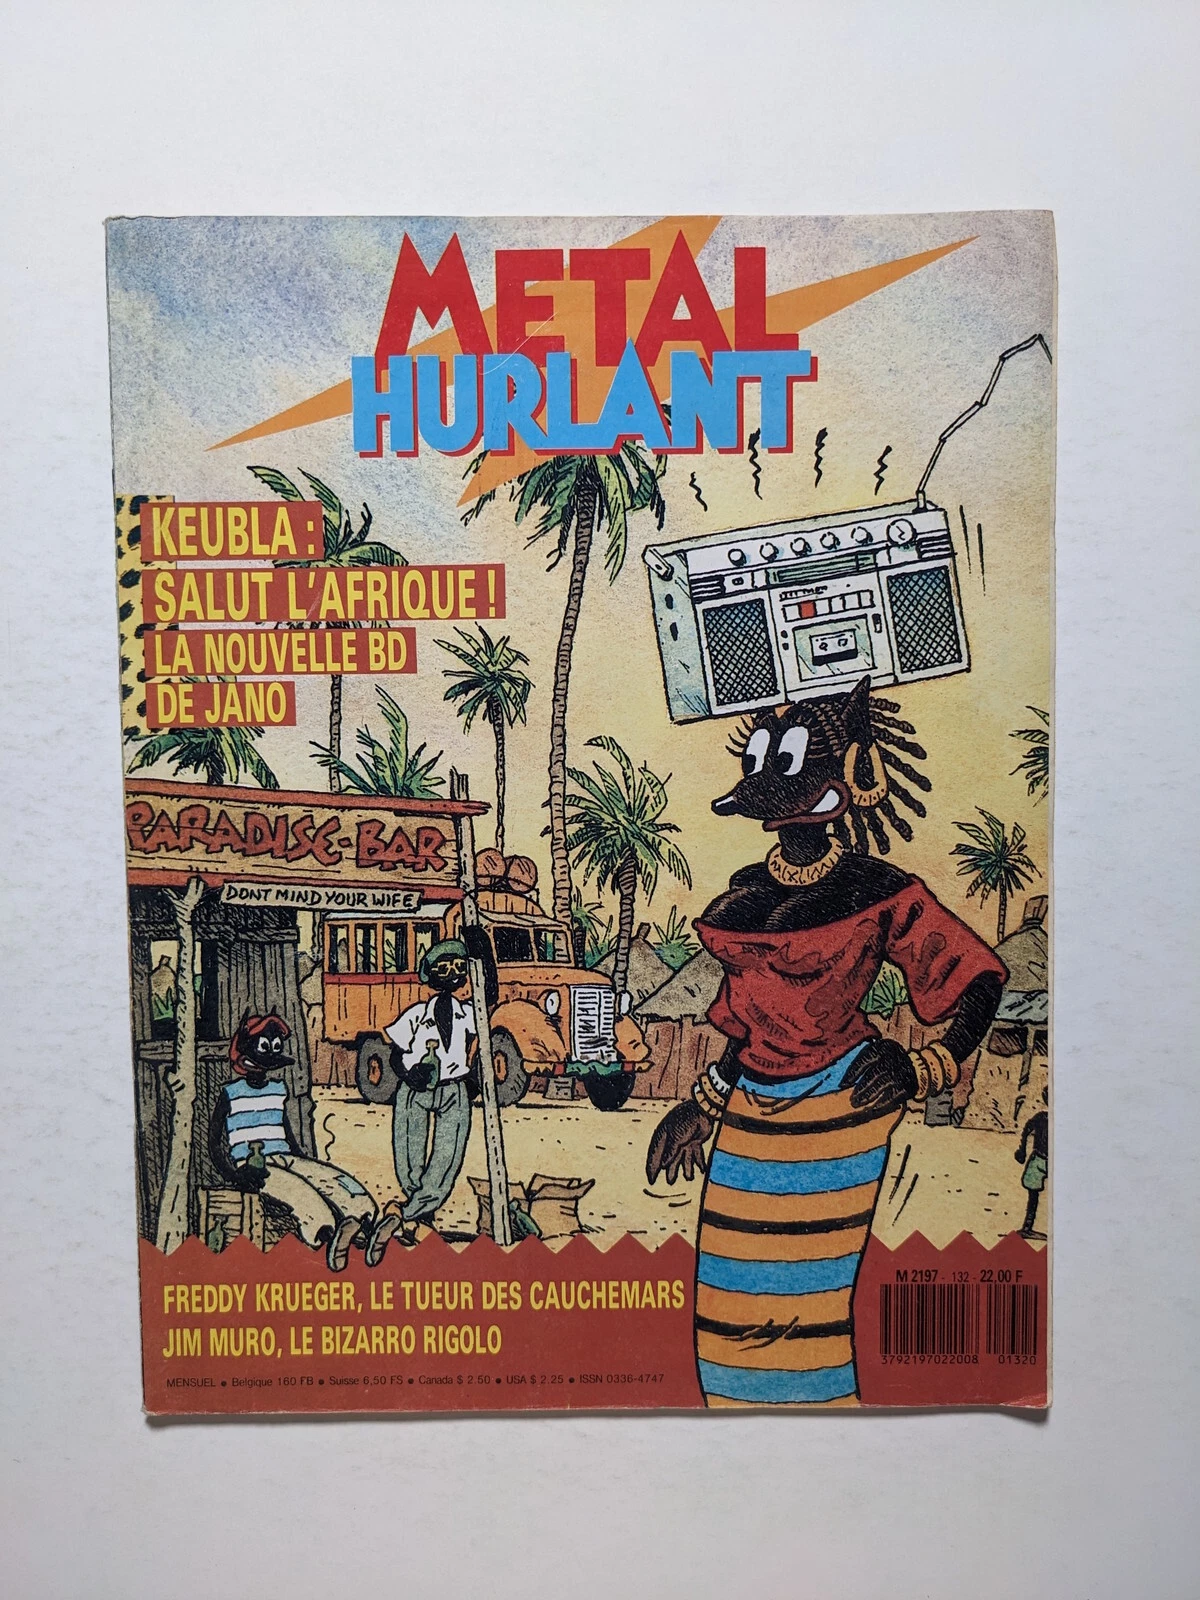 METAL
HURLANT
KEUBLA :
SALUT L'AFRIQUE !
LA NOUVELLE BD
DE JANO
PARADISE-BAR
DONT MIND YOUR WIFE
FREDDY KRUEGER, LE TUEUR DES CAUCHEMARS
JIM MURO, LE BIZARRO RIGOLO
MENSUEL ● Belgique 160 FB ● Suisse 6,50 FS ● Canada $ 2.50 ● USA $ 2.25 ● ISSN 0336-4747
M 2197 - 132 - 22,00 F
3792197022008 01320